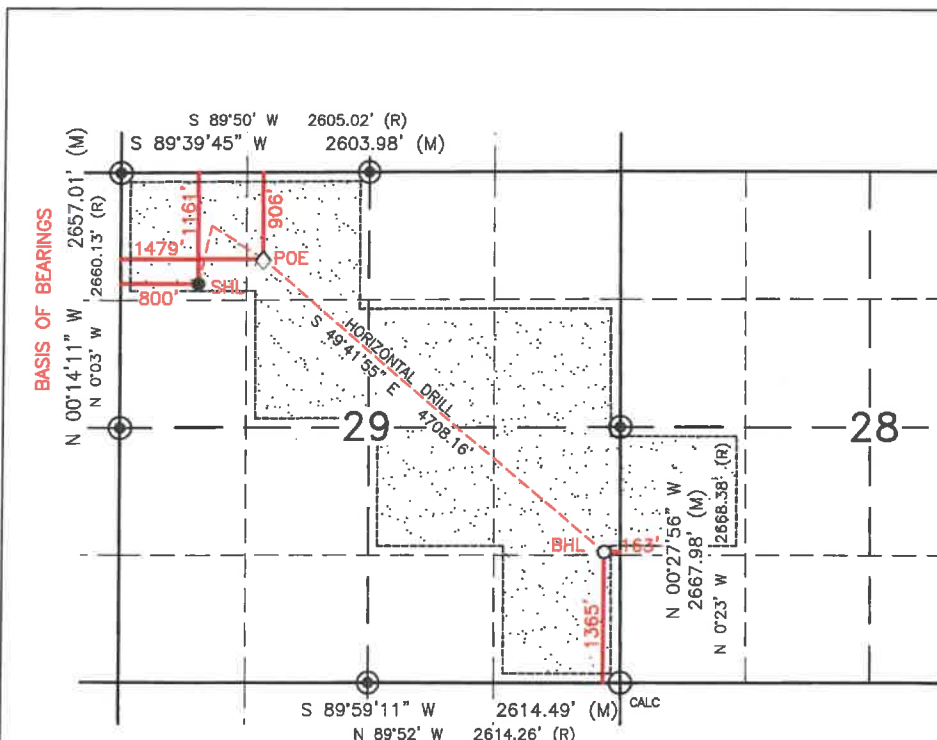 S 89°50' W 2605.02' (R)
S 89°39'45" W 2603.98' (M)
BASIS OF BEARINGS
N 00°14'11" W 2657.01' (M)
N 0°03' W 2660.13' (R)
1161'
906'
1479'
POE
800'
SHL
HORIZONTAL DRILL
S 49°41'55" E 4708.16'
29
28
BHL
163'
1365'
N 00°27'56" W
2667.98' (M)
N 0°23' W 2668.38' (R)
CALC
S 89°59'11" W 2614.49' (M)
N 89°52' W 2614.26' (R)